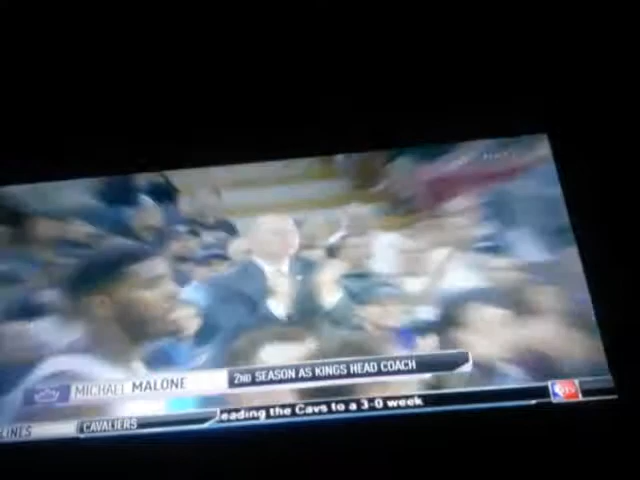 MICHAEL MALONE
2ND SEASON AS KINGS HEAD COACH
LINES
CAVALIERS
eading the Cavs to a 3-0 week